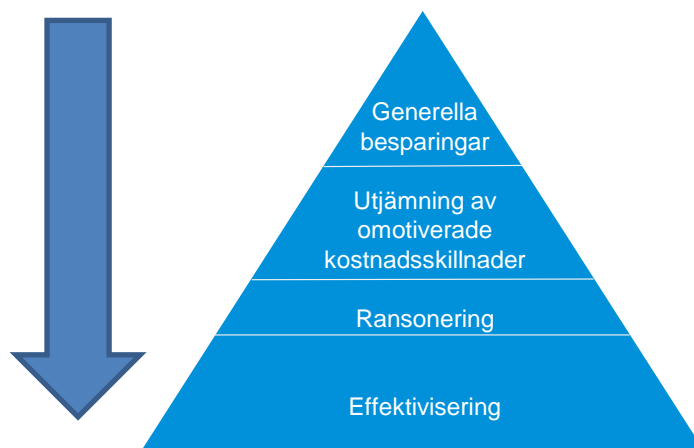 Generella
besparingar
Utjämning av
omotiverade
kostnadsskillnader
Ransonering
Effektivisering